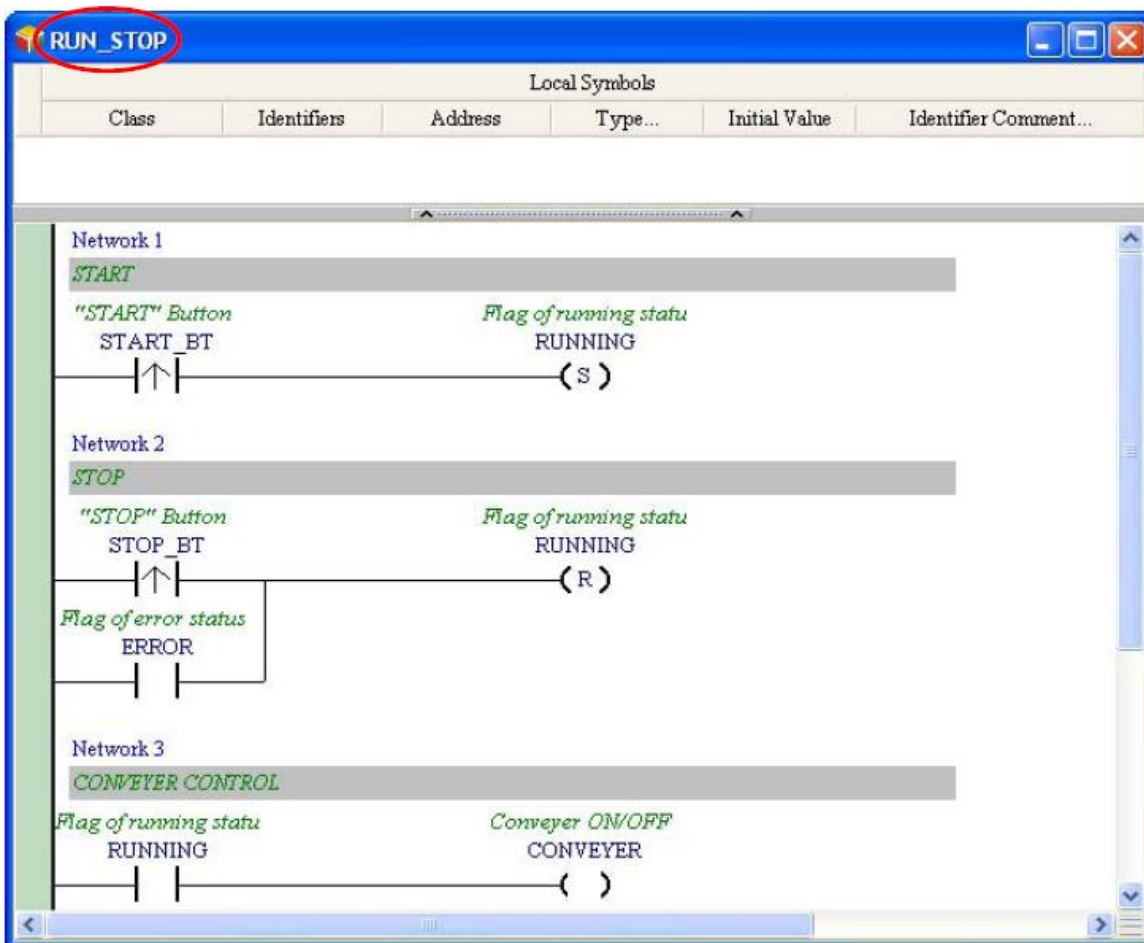 RUN_STOP
Local Symbols
Class Identifiers Address Type... Initial Value Identifier Comment...
Network 1
START
"START" Button Flag of running statu
START_BT RUNNING
S
Network 2
STOP
"STOP" Button Flag of running statu
STOP_BT RUNNING
R
Flag of error status
ERROR
Network 3
CONVEYER CONTROL
Flag of running statu Conveyer ON/OFF
RUNNING CONVEYER